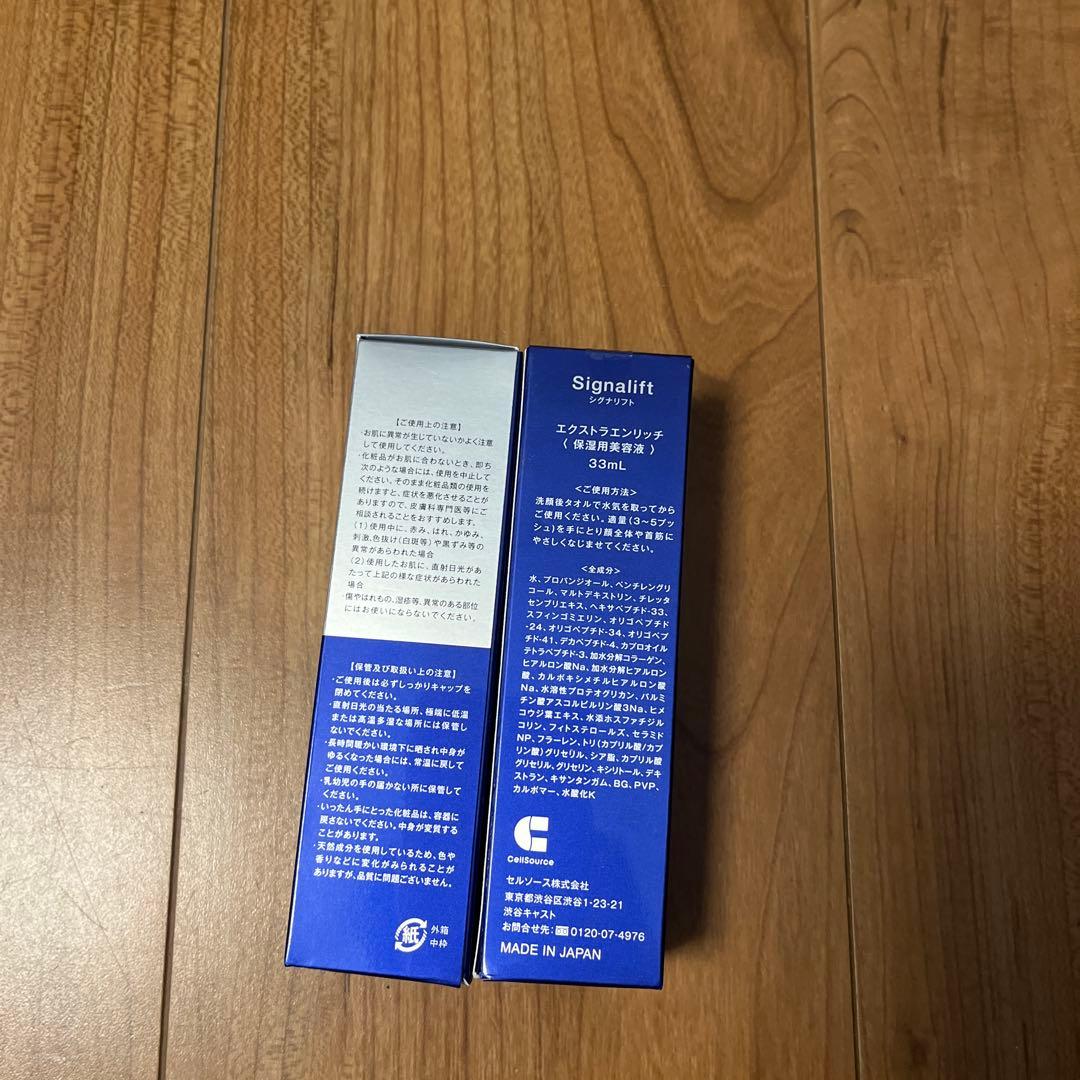 【ご使用上の注意】
・お肌に異常が生じていないかよく注意
して使用してください。
・化粧品がお肌に合わないとき、即ち
次のような場合には、使用を中止して
ください。そのまま化粧品類の使用を
続けますと、症状を悪化させることが
ありますので、皮膚科専門医等にご
相談されることをおすすめします。
(1)使用中に、赤み、はれ、かゆみ、
刺激、色抜け(白斑等)や黒ずみ等の
異常があらわれた場合
(2)使用したお肌に、直射日光があ
たって上記の様な症状があらわれた
場合
・傷やはれもの、湿疹等、異常のある部位
にはお使いにならないでください。
【保管及び取扱い上の注意】
・ご使用後は必ずしっかりキャップを
閉めてください。
・直射日光の当たる場所、極端に低温
または高温多湿な場所には保管し
ないでください。
・長時間暖かい環境下に晒され中身が
ゆるくなった場合には、常温に戻して
ご使用ください。
・乳幼児の手の届かない所に保管して
ください。
・いったん手にとった化粧品は、容器に
戻さないでください。中身が変質する
ことがあります。
・天然成分を使用しているため、色や
香りなどに変化がみられることが
ありますが、品質に問題ございません。
紙
外箱
中枠
Signalift
シグナリフト
エクストラエンリッチ
〈 保湿用美容液 〉
33mL
<ご使用方法>
洗顔後タオルで水気を取ってから
ご使用ください。適量(3~5プッ
シュ)を手にとり顔全体や首筋に
やさしくなじませてください。
<全成分>
水、プロパンジオール、ペンチレングリ
コール、マルトデキストリン、チレッタ
センブリエキス、ヘキサペプチド-33、
スフィンゴミエリン、オリゴペプチド
-24、オリゴペプチド-34、オリゴペプ
チド-41、デカペプチド-4、カプロオイル
テトラペプチド-3、加水分解コラーゲン、
ヒアルロン酸Na、加水分解ヒアルロン
酸、カルボキシメチルヒアルロン酸
Na、水溶性プロテオグリカン、パルミ
チン酸アスコルビルリン酸3Na、ヒメ
コウジ葉エキス、水添ホスファチジル
コリン、フィトステロールズ、セラミド
NP、フラーレン、トリ(カプリル酸/カプ
リン酸)グリセリル、シア脂、カプリル酸
グリセリル、グリセリン、キシリトール、デキ
ストラン、キサンタンガム、BG、PVP、
カルボマー、水酸化K
CellSource
セルソース株式会社
東京都渋谷区渋谷1-23-21
渋谷キャスト
お問合せ先:0120-07-4976
MADE IN JAPAN